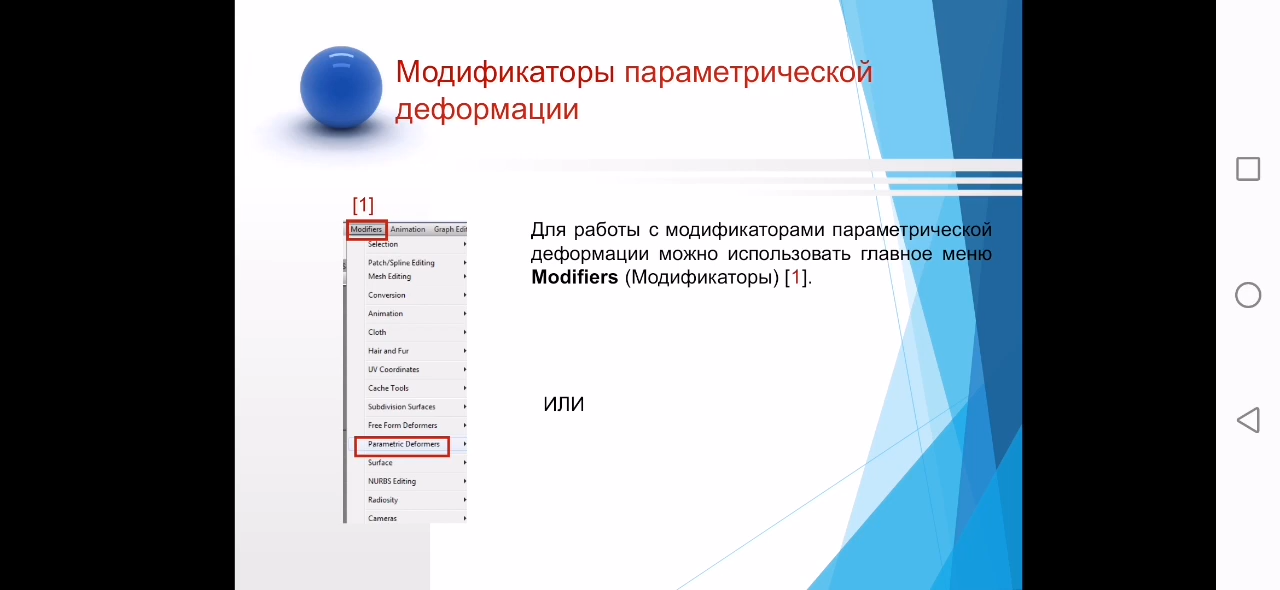 Модификаторы параметрической
деформации
[1]
Modifiers Animation Graph Edit
Selection
Patch/Spline Editing
Mesh Editing
Conversion
Animation
Cloth
Hair and Fur
UV Coordinates
Cache Tools
Subdivision Surfaces
Free Form Deformers
Parametric Deformers
Surface
NURBS Editing
Radiosity
Cameras
Для работы с модификаторами параметрической
деформации можно использовать главное меню
Modifiers (Модификаторы) [1].
ИЛИ